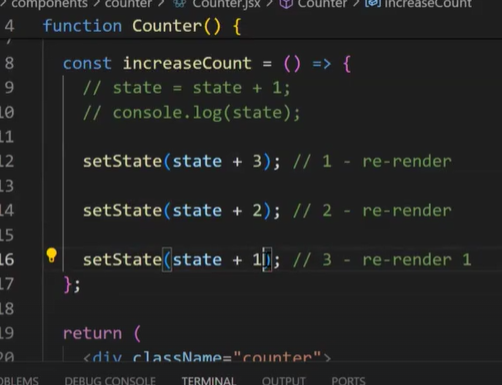 components > counter > Counter.jsx > Counter > increaseCount
4 function Counter() {
8 const increaseCount = () => {
9 // state = state + 1;
10 // console.log(state);
11
12 setState(state + 3); // 1 - re-render
13
14 setState(state + 2); // 2 - re-render
15
16 setState(state + 1); // 3 - re-render 1
17 };
18
19 return (
20 <div className="counter">
DEBUG CONSOLE TERMINAL OUTPUT PORTS